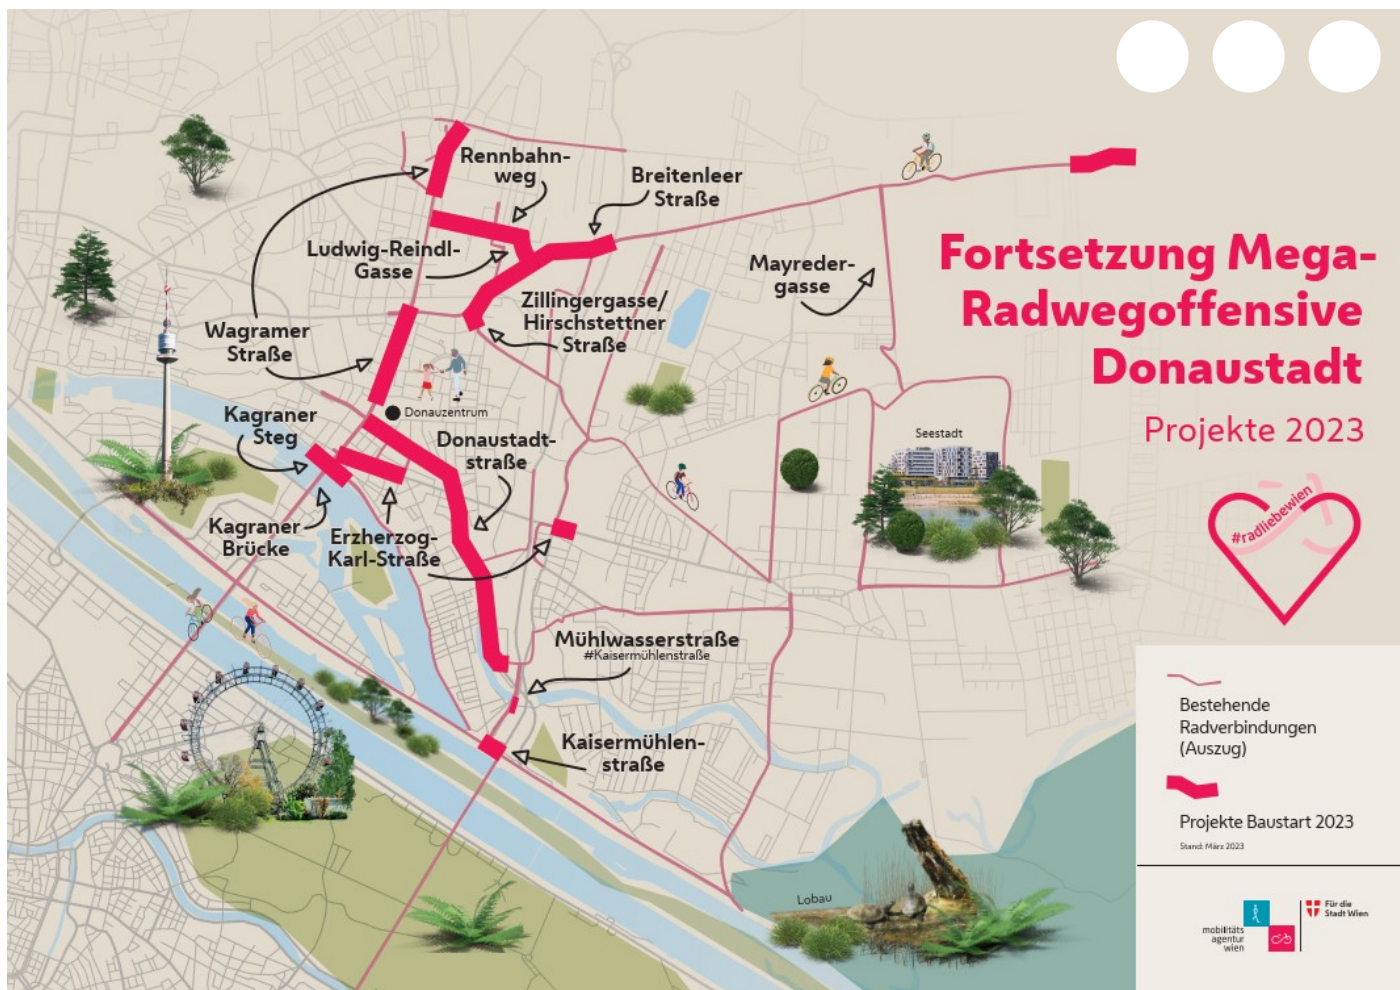 Rennbahn-
weg
Breitenleer
Straße
Ludwig-Reindl-
Gasse
Mayreder-
gasse
Fortsetzung Mega-
Radwegoffensive
Donaustadt
Projekte 2023
Zillingergasse/
Hirschstettner
Straße
Wagramer
Straße
Kagraner
Steg
Donauzentrum
Donaustadt-
straße
Seestadt
Kagraner
Brücke
Erzherzog-
Karl-Straße
#radliebewien
Mühlwasserstraße
#Kaisermühlenstraße
Kaisermühlen-
straße
Lobau
Bestehende
Radverbindungen
(Auszug)
Projekte Baustart 2023
Stand: März 2023
mobilitäts
agentur
wien
Für die
Stadt Wien